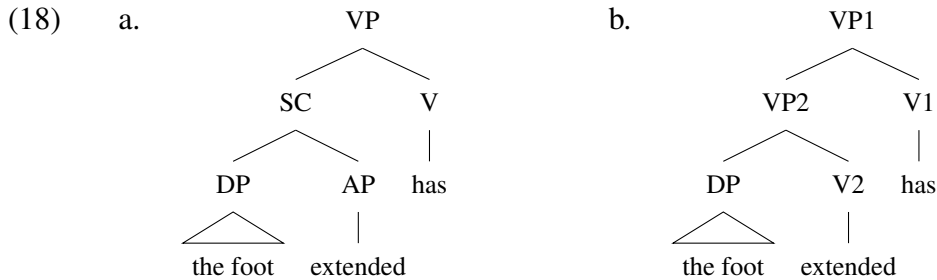 (18) a. VP b. VP1
SC V VP2 V1
DP AP has DP V2 has
the foot extended the foot extended